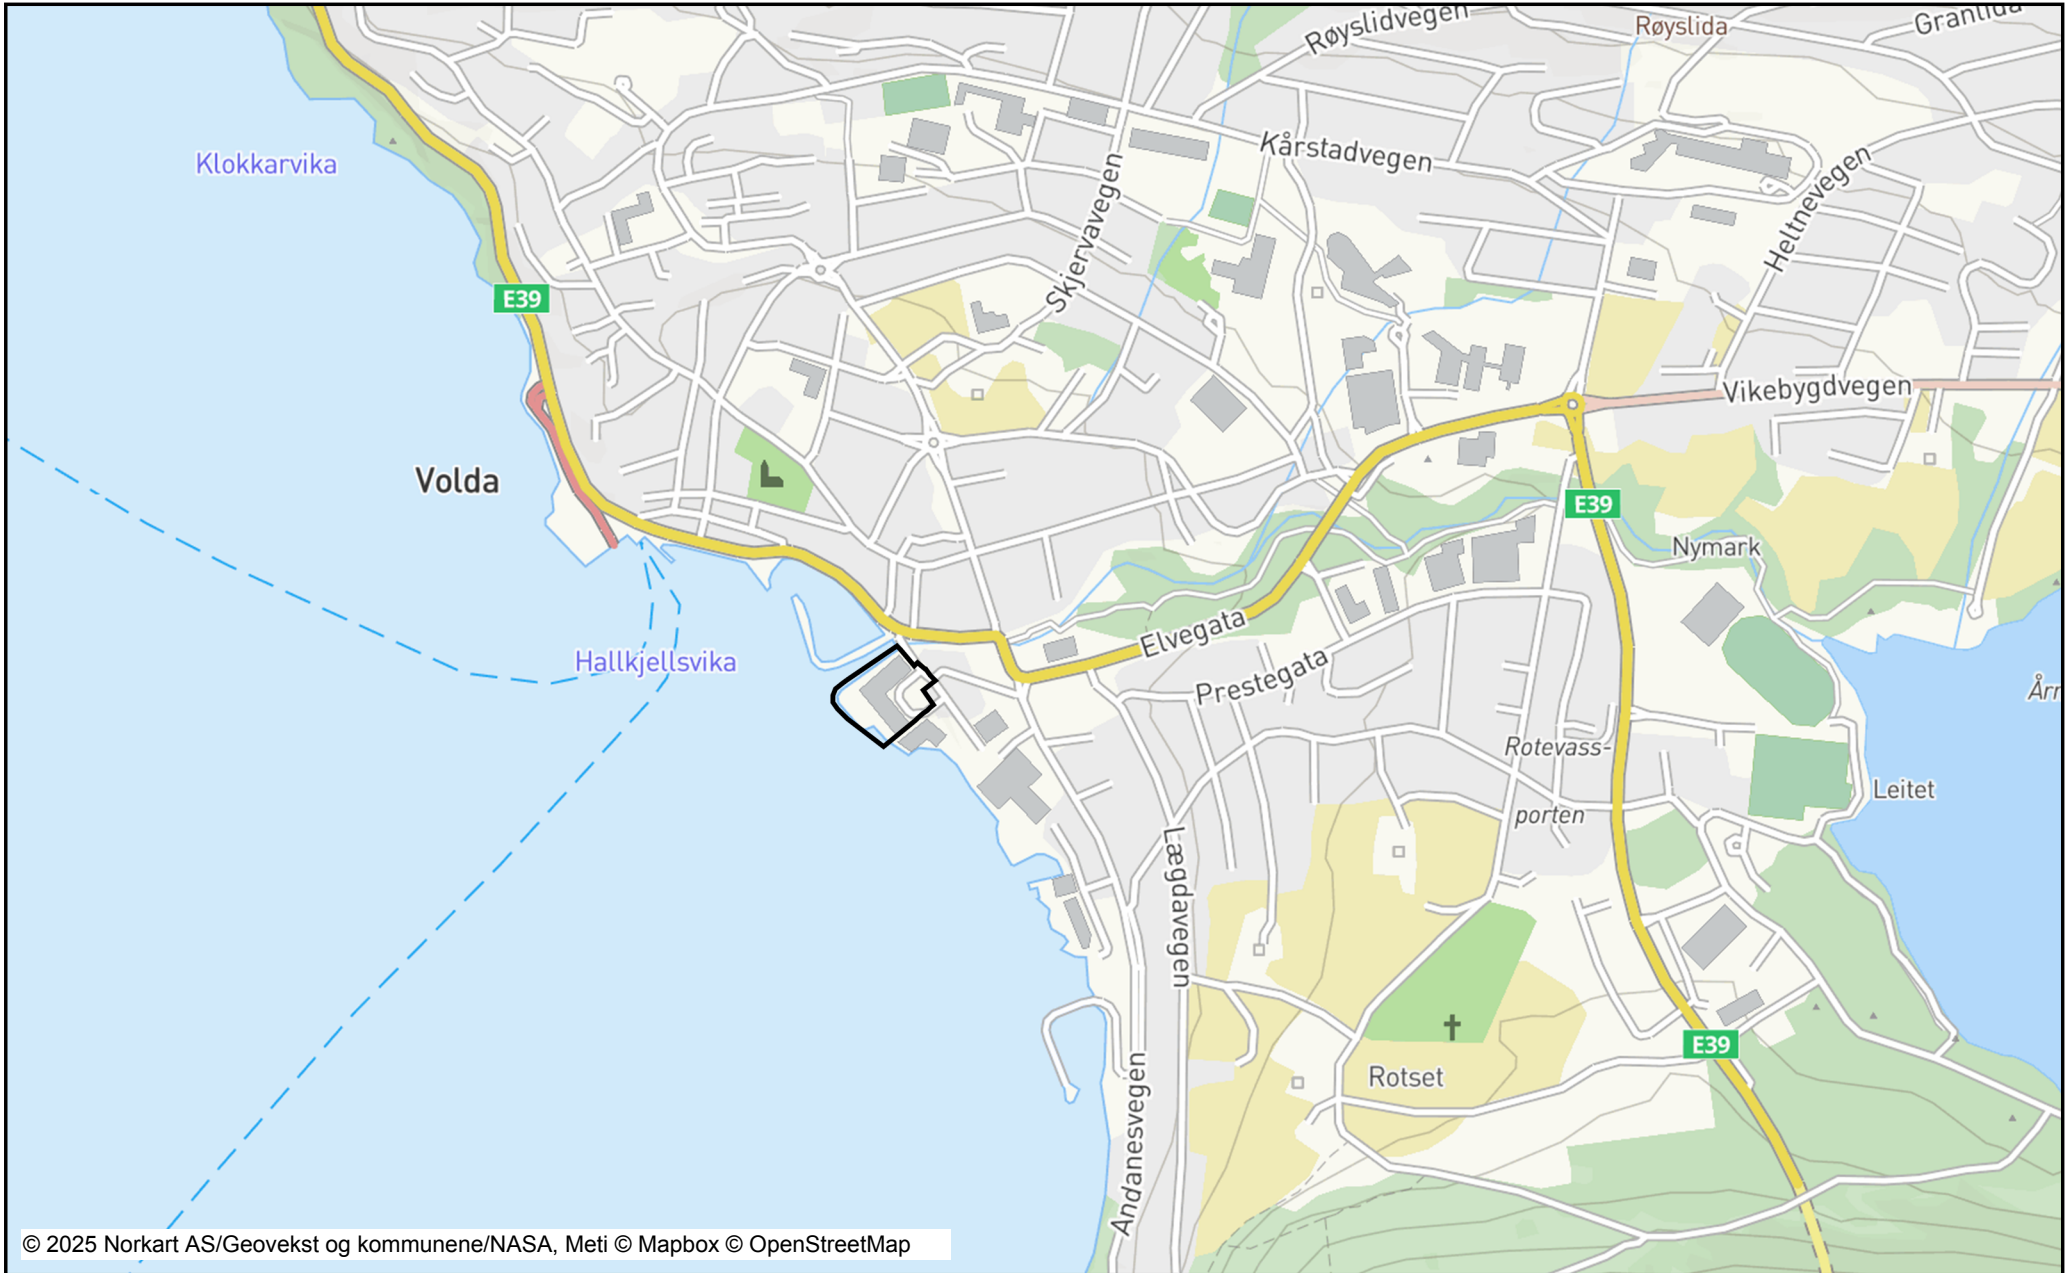 Røyslidvegen
Røyslida
Granlida
Klokkarvika
Kårstadvegen
Skjervavegen
Heltnevegen
E39
Vikebygdvegen
Volda
E39
Nymark
Elvegata
Hallkjellsvika
Prestegata
Rotevass-
porten
Leitet
Lægdavegen
E39
Rotset
Andanesvegen
© 2025 Norkart AS/Geovekst og kommunene/NASA, Meti © Mapbox © OpenStreetMap